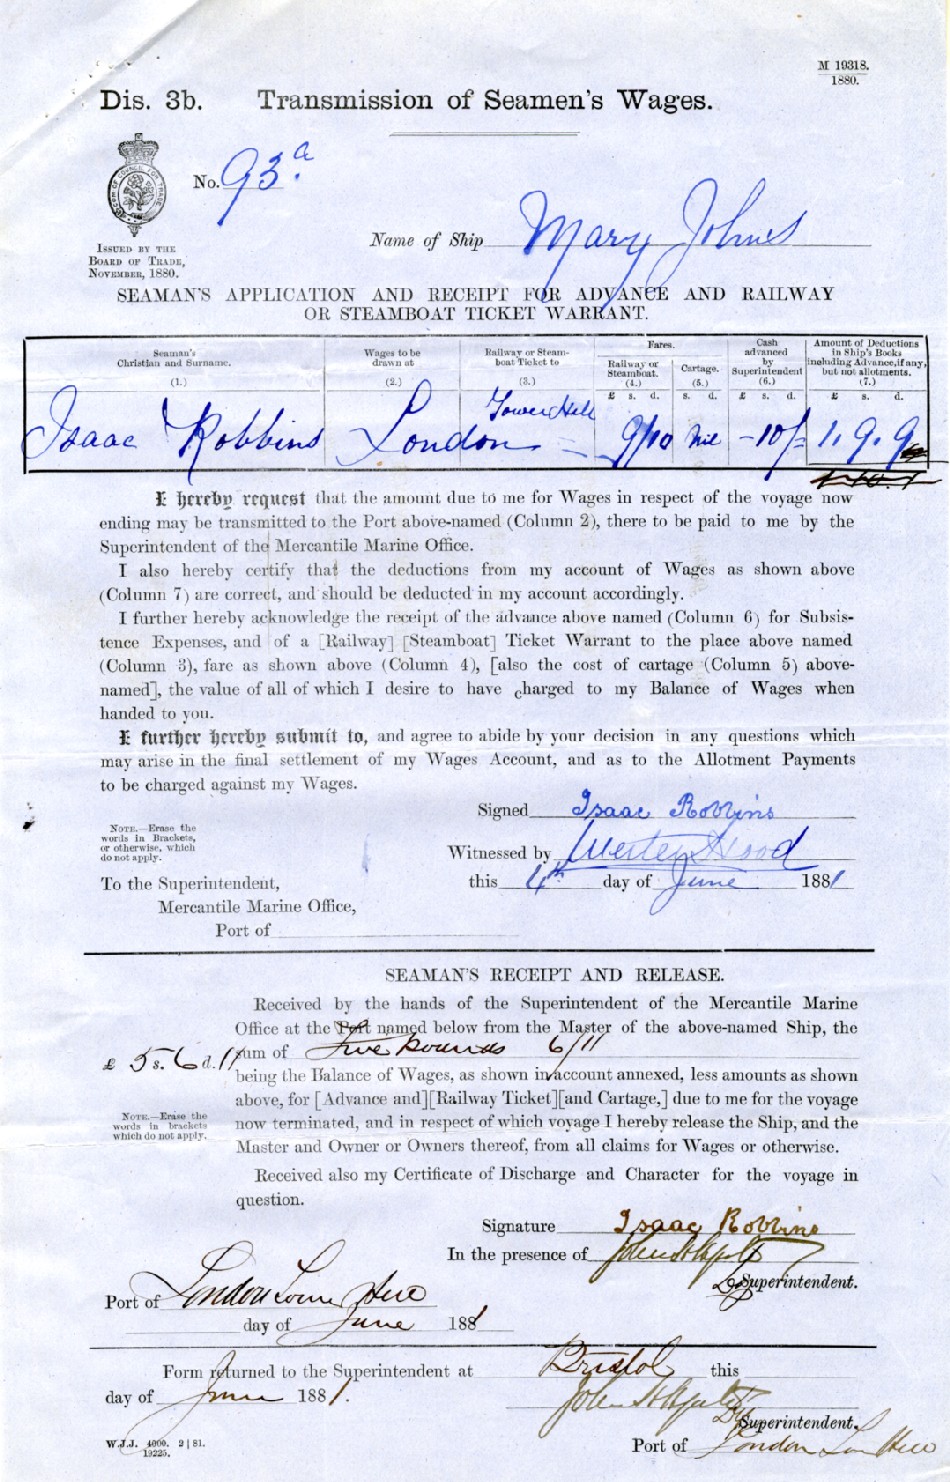 M 19318.
1880.
Dis. 3b. Transmission of Seamen's Wages.
No. 93 a
Name of Ship Mary Johnes
ISSUED BY THE
BOARD OF TRADE,
NOVEMBER, 1880.
SEAMAN'S APPLICATION AND RECEIPT FOR ADVANCE AND RAILWAY
OR STEAMBOAT TICKET WARRANT.
Seaman's Christian and Surname. (1.)
Wages to be drawn at (2.)
Railway or Steamboat Ticket to (3.)
Fares.
Railway or Steamboat. (4.)
Cartage. (5.)
Cash advanced by Superintendent (6.)
Amount of Deductions in Ship's Books including Advance, if any, but not allotments. (7.)
£ s. d. s. d. £ s. d. £ s. d.
Isaac Robbins London Tower Hill 9/10 Nil -10/- 1. 9. 9
I hereby request that the amount due to me for Wages in respect of the voyage now
ending may be transmitted to the Port above-named (Column 2), there to be paid to me by the
Superintendent of the Mercantile Marine Office.
I also hereby certify that the deductions from my account of Wages as shown above
(Column 7) are correct, and should be deducted in my account accordingly.
I further hereby acknowledge the receipt of the advance above named (Column 6) for Subsis-
tence Expenses, and of a [Railway] [Steamboat] Ticket Warrant to the place above named
(Column 3), fare as shown above (Column 4), [also the cost of cartage (Column 5) above-
named], the value of all of which I desire to have charged to my Balance of Wages when
handed to you.
I further hereby submit to, and agree to abide by your decision in any questions which
may arise in the final settlement of my Wages Account, and as to the Allotment Payments
to be charged against my Wages.
Signed Isaac Robbins
NOTE.—Erase the
words in Brackets,
or otherwise, which
do not apply.
Witnessed by Hood
this 4th day of June 1881
To the Superintendent,
Mercantile Marine Office,
Port of
SEAMAN'S RECEIPT AND RELEASE.
Received by the hands of the Superintendent of the Mercantile Marine
Office at the Port named below from the Master of the above-named Ship, the
£ 5 s. 6 d. 11 sum of Five Pounds 6/11
being the Balance of Wages, as shown in account annexed, less amounts as shown
above, for [Advance and][Railway Ticket][and Cartage,] due to me for the voyage
now terminated, and in respect of which voyage I hereby release the Ship, and the
Master and Owner or Owners thereof, from all claims for Wages or otherwise.
NOTE.—Erase the
words in brackets
which do not apply.
Received also my Certificate of Discharge and Character for the voyage in
question.
Signature Isaac Robbins
In the presence of John
Superintendent.
Port of London Tower Hill
day of June 1881
Form returned to the Superintendent at Bristol this
day of June 1881.
John
Superintendent.
W.J.J. 4000. 2|81.
19225.
Port of London Tower Hill